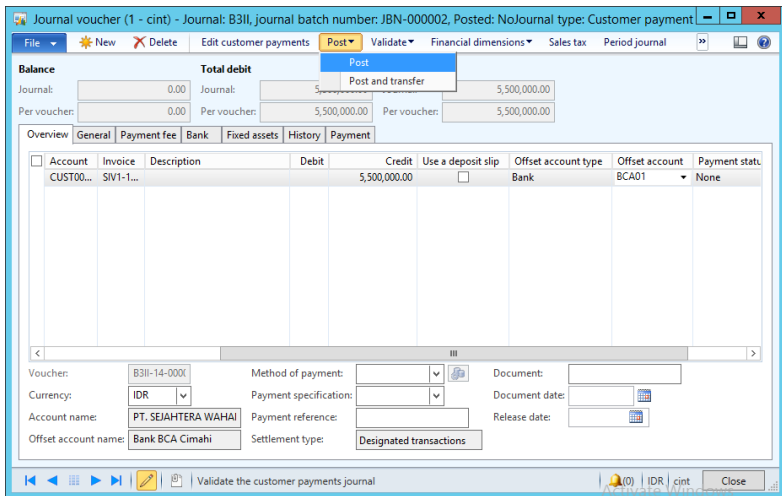 Journal voucher (1 - cint) - Journal: B3II, journal batch number: JBN-000002, Posted: NoJournal type: Customer payment
File New Delete Edit customer payments Post Validate Financial dimensions Sales tax Period journal »
Post
Post and transfer
Balance Total debit
Journal: 0.00 Journal: 5,500,000.00
Per voucher: 0.00 Per voucher: 5,500,000.00 Per voucher: 5,500,000.00
Overview General Payment fee Bank Fixed assets History Payment
Account Invoice Description Debit Credit Use a deposit slip Offset account type Offset account Payment statu
CUST00... SIV1-1... 5,500,000.00 Bank BCA01 None
Voucher: B3II-14-000 Method of payment: Document:
Currency: IDR Payment specification: Document date:
Account name: PT. SEJAHTERA WAHAI Payment reference: Release date:
Offset account name: Bank BCA Cimahi Settlement type: Designated transactions
Validate the customer payments journal (0) IDR cint Close
Activate Windows